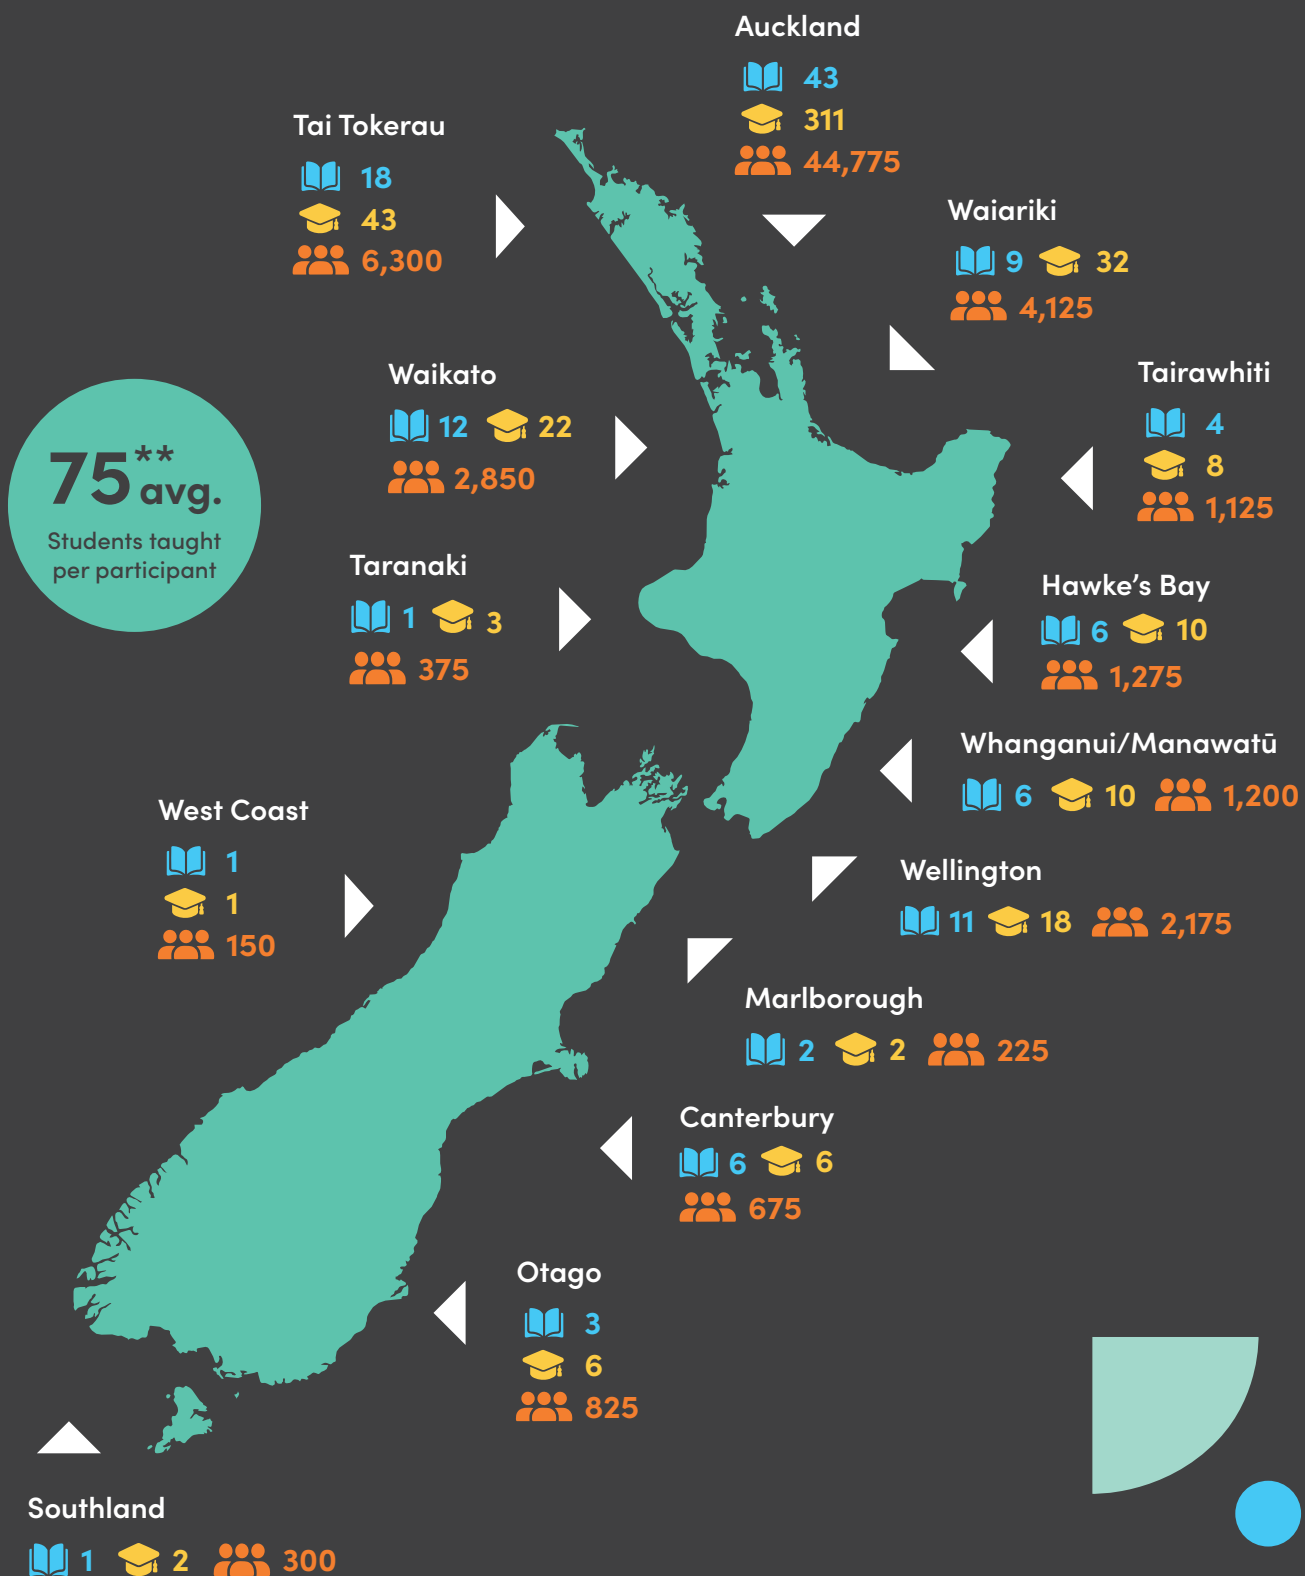 Auckland
43
311
44,775
Tai Tokerau
18
43
6,300
Waiariki
9 32
4,125
Waikato
12 22
2,850
Tairawhiti
4
8
1,125
75** avg.
Students taught
per participant
Taranaki
1 3
375
Hawke’s Bay
6 10
1,275
Whanganui/Manawatū
6 10 1,200
West Coast
1
1
150
Wellington
11 18 2,175
Marlborough
2 2 225
Canterbury
6 6
675
Otago
3
6
825
Southland
1 2 300